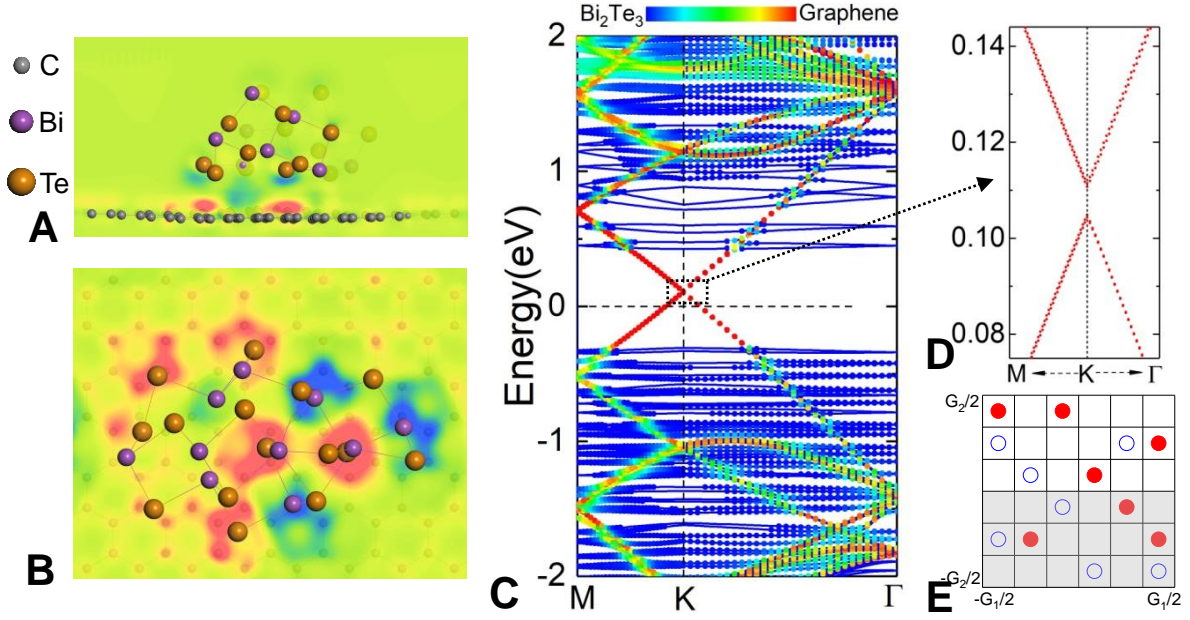 C
Bi
Te
A
B
Bi₂Te₃
Graphene
Energy(eV)
2
1
0
-1
-2
M
K
Γ
C
0.14
0.12
0.10
0.08
M
K
Γ
D
G₂/2
-G₂/2
-G₁/2
G₁/2
E